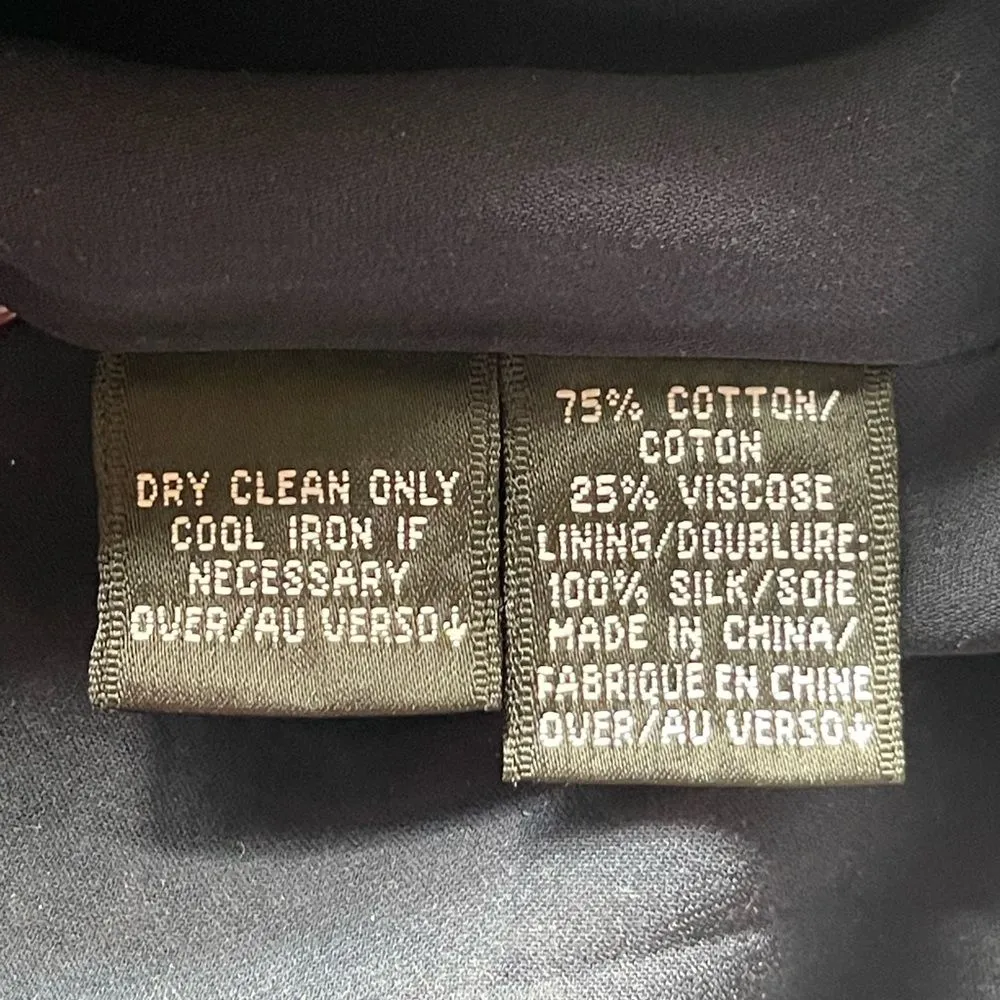 DRY CLEAN ONLY
COOL IRON IF
NECESSARY
OVER/AU VERSO↓
75% COTTON/
COTON
25% VISCOSE
LINING/DOUBLURE:
100% SILK/SOIE
MADE IN CHINA/
FABRIQUÉ EN CHINE
OVER/AU VERSO↓